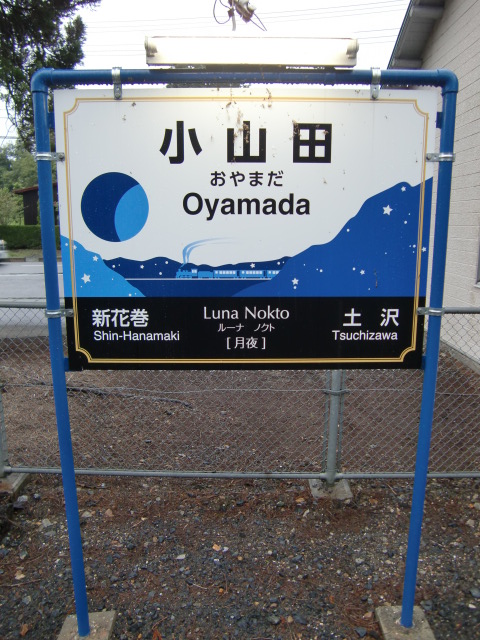 小山田
おやまだ
Oyamada
新花巻
Shin-Hanamaki
Luna Nokto
ルーナ ノクト
[月夜]
土沢
Tsuchizawa